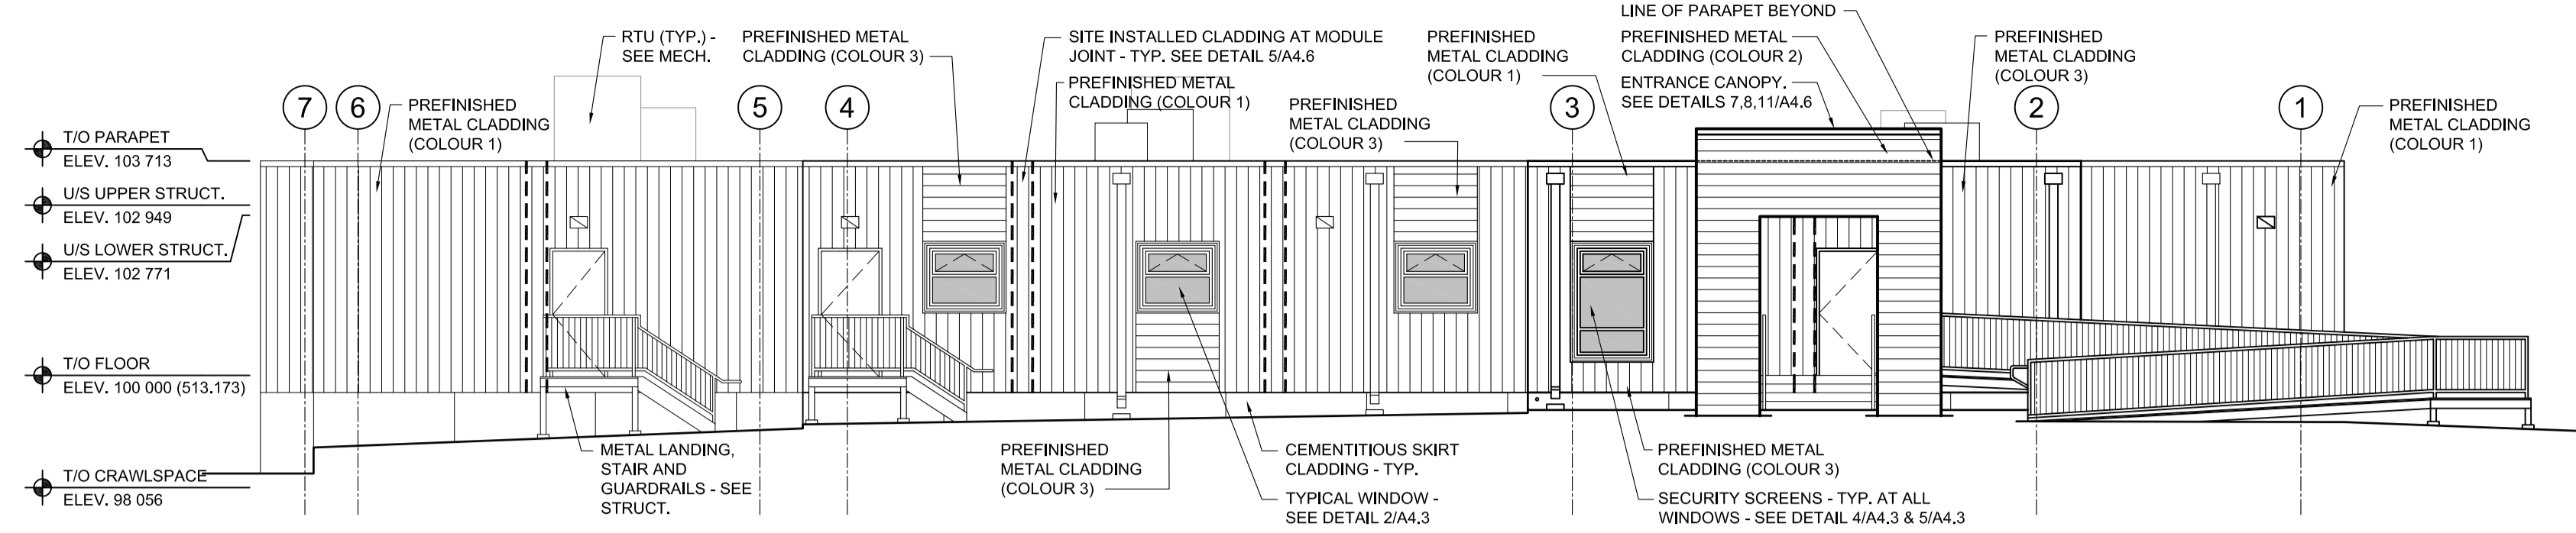 LINE OF PARAPET BEYOND
RTU (TYP.) -
SEE MECH.
PREFINISHED METAL
CLADDING (COLOUR 3)
SITE INSTALLED CLADDING AT MODULE
JOINT - TYP. SEE DETAIL 5/A4.6
PREFINISHED METAL
CLADDING (COLOUR 1)
PREFINISHED
METAL CLADDING
(COLOUR 3)
PREFINISHED
METAL CLADDING
(COLOUR 1)
PREFINISHED METAL
CLADDING (COLOUR 2)
ENTRANCE CANOPY.
SEE DETAILS 7,8,11/A4.6
PREFINISHED
METAL CLADDING
(COLOUR 3)
7
6
PREFINISHED
METAL CLADDING
(COLOUR 1)
5
4
3
2
1
PREFINISHED
METAL CLADDING
(COLOUR 1)
T/O PARAPET
ELEV. 103 713
U/S UPPER STRUCT.
ELEV. 102 949
U/S LOWER STRUCT.
ELEV. 102 771
T/O FLOOR
ELEV. 100 000 (513.173)
T/O CRAWLSPACE
ELEV. 98 056
METAL LANDING,
STAIR AND
GUARDRAILS - SEE
STRUCT.
PREFINISHED
METAL CLADDING
(COLOUR 3)
CEMENTITIOUS SKIRT
CLADDING - TYP.
TYPICAL WINDOW -
SEE DETAIL 2/A4.3
PREFINISHED METAL
CLADDING (COLOUR 3)
SECURITY SCREENS - TYP. AT ALL
WINDOWS - SEE DETAIL 4/A4.3 & 5/A4.3